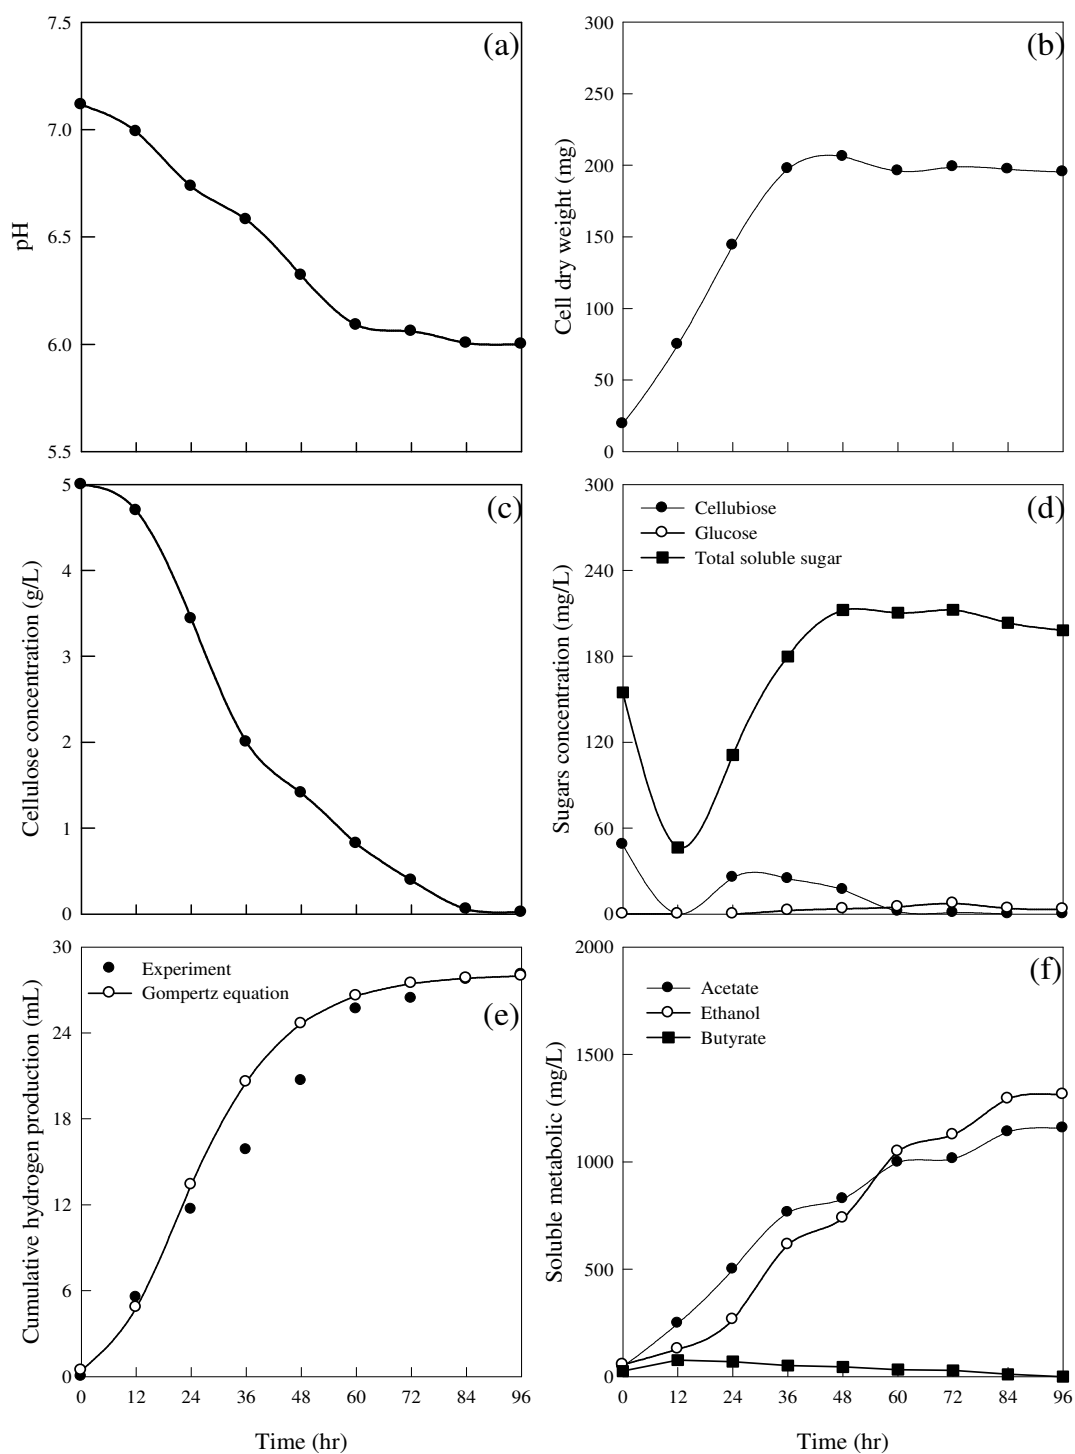 (a)
7.5
7.0
6.5
6.0
5.5
pH
(b)
300
250
200
150
100
50
0
Cell dry weight (mg)
(c)
5
4
3
2
1
0
Cellulose concentration (g/L)
(d)
Cellubiose
Glucose
Total soluble sugar
300
240
180
120
60
0
Sugars concentration (mg/L)
(e)
Experiment
Gompertz equation
30
24
18
12
6
0
Cumulative hydrogen production (mL)
0 12 24 36 48 60 72 84 96
Time (hr)
(f)
Acetate
Ethanol
Butyrate
2000
1500
1000
500
0
Soluble metabolic (mg/L)
0 12 24 36 48 60 72 84 96
Time (hr)